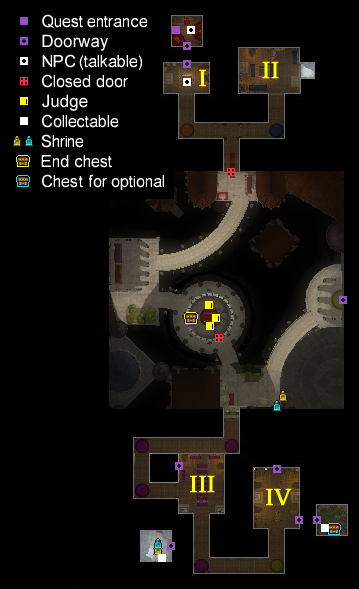 Quest entrance
Doorway
NPC (talkable)
Closed door
Judge
Collectable
Shrine
End chest
Chest for optional
I
II
III
IV